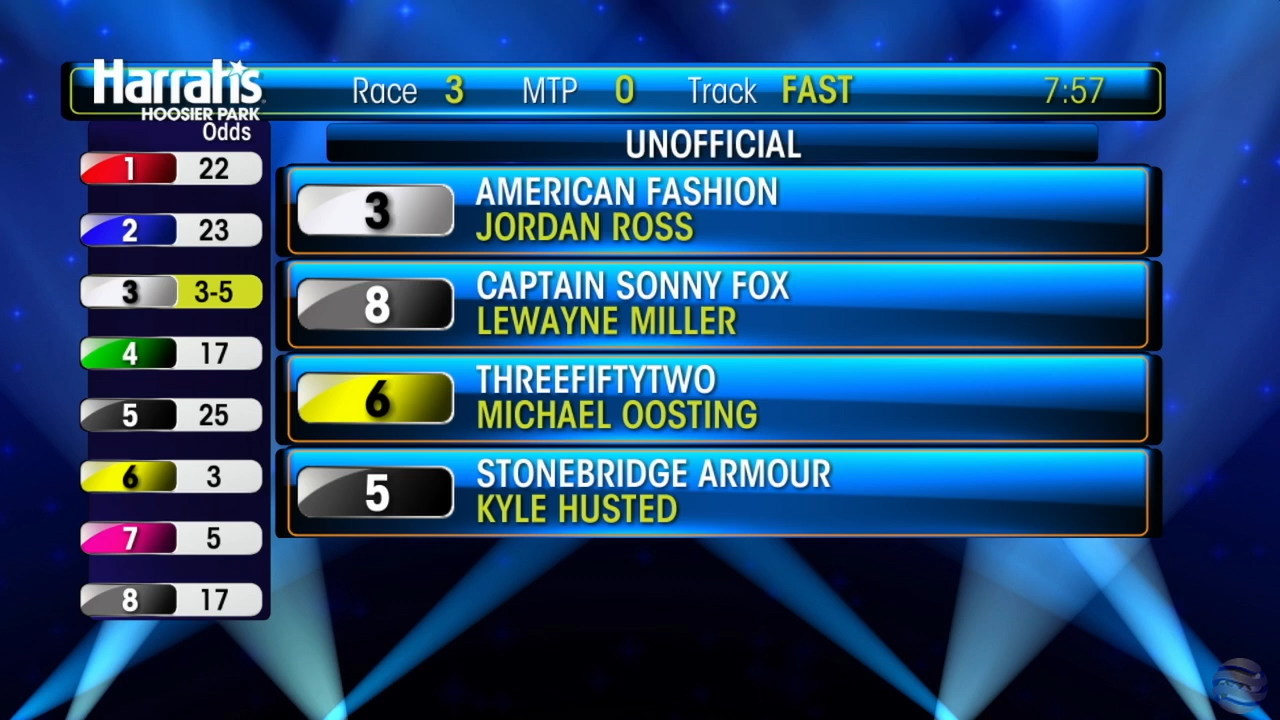 Harrah's
HOOSIER PARK
Race 3 MTP 0 Track FAST 7:57
Odds
1 22
2 23
3 3-5
4 17
5 25
6 3
7 5
8 17
UNOFFICIAL
3 AMERICAN FASHION
JORDAN ROSS
8 CAPTAIN SONNY FOX
LEWAYNE MILLER
6 THREEFIFTYTWO
MICHAEL OOSTING
5 STONEBRIDGE ARMOUR
KYLE HUSTED